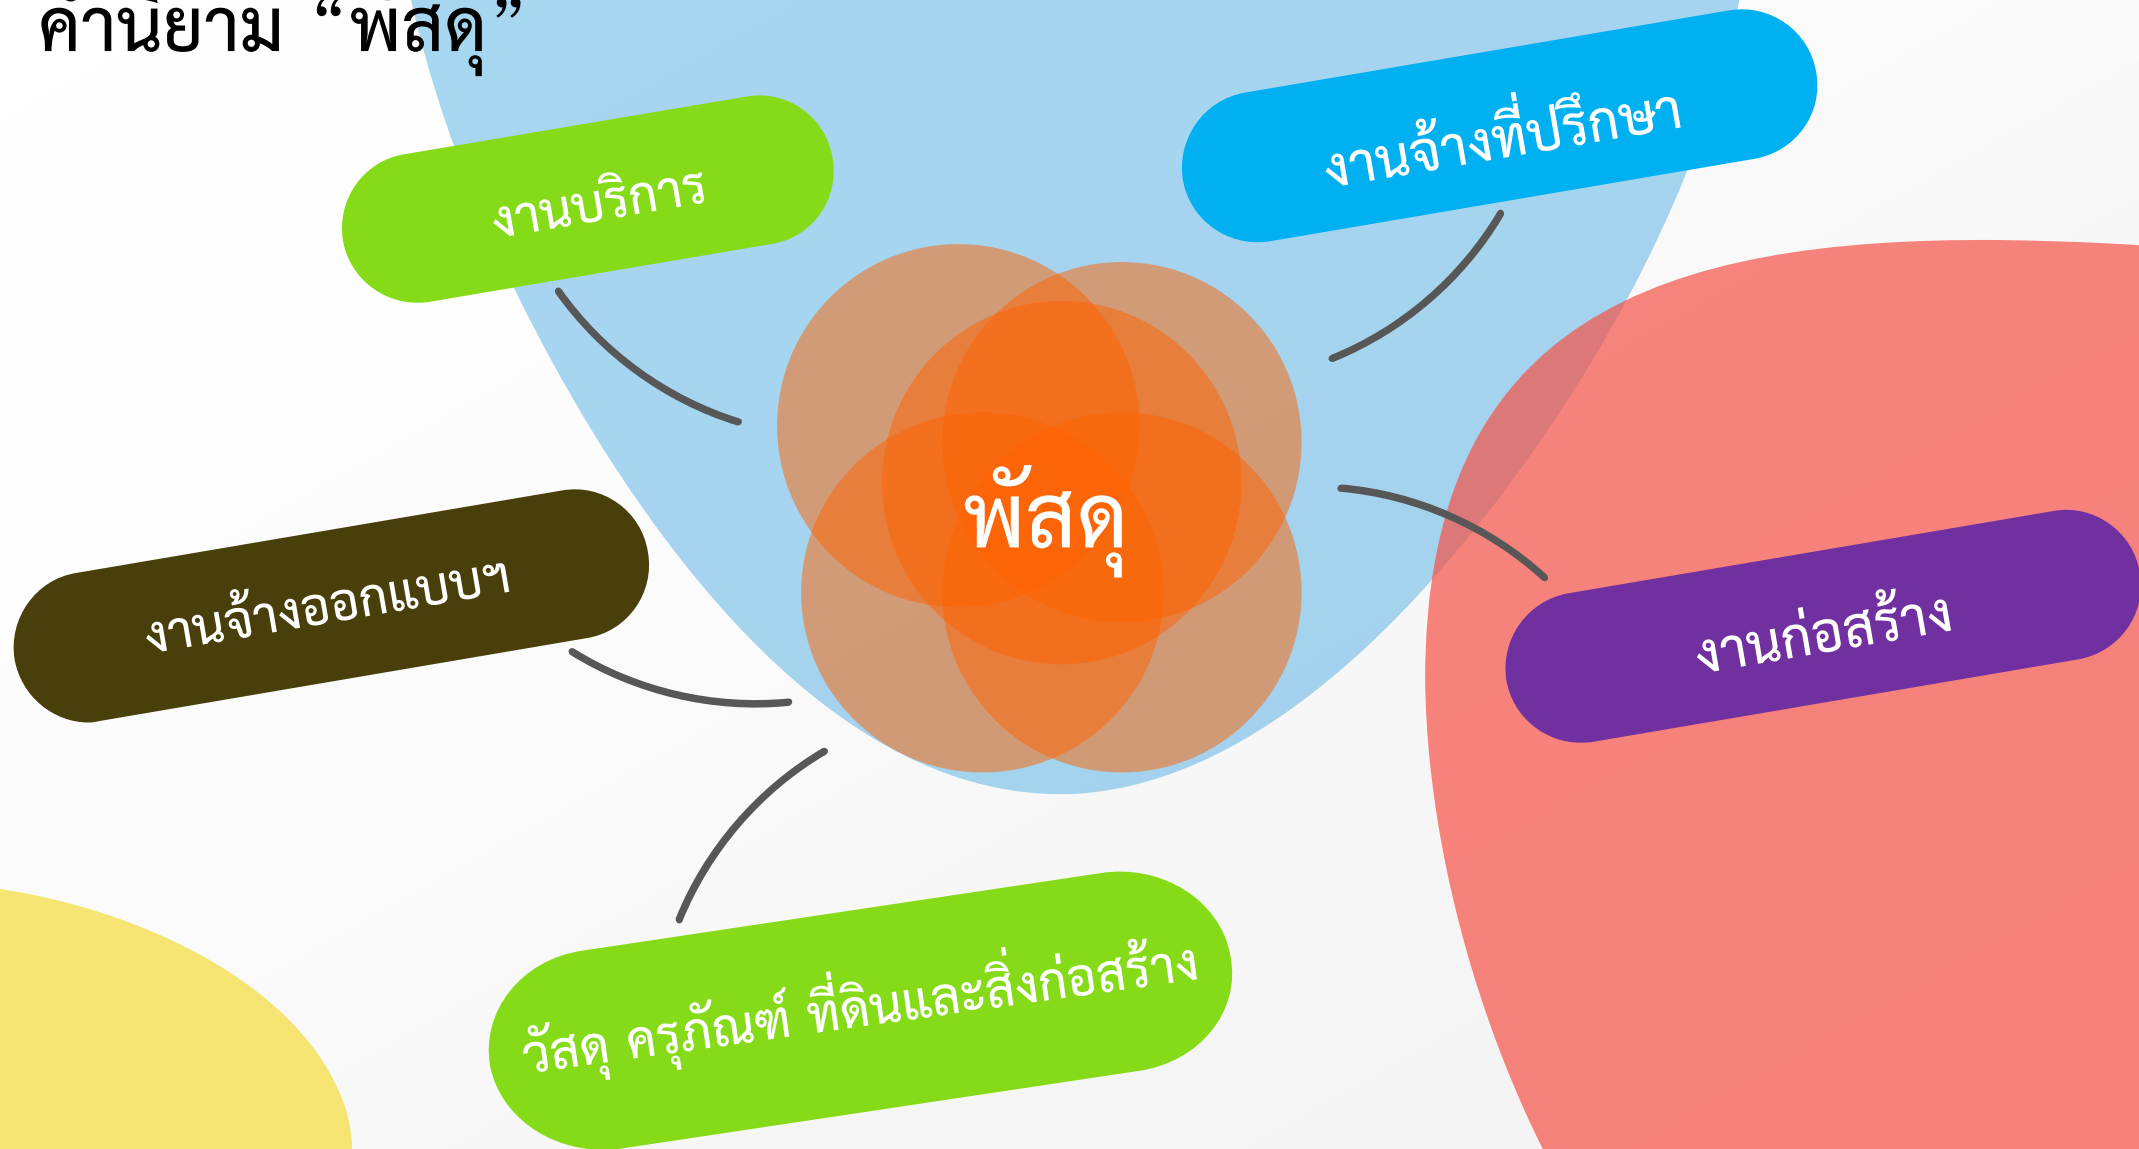 คำนิยาม “พัสดุ”
งานบริการ
งานจ้างที่ปรึกษา
พัสดุ
งานจ้างออกแบบฯ
งานก่อสร้าง
วัสดุ ครุภัณฑ์ ที่ดินและสิ่งก่อสร้าง